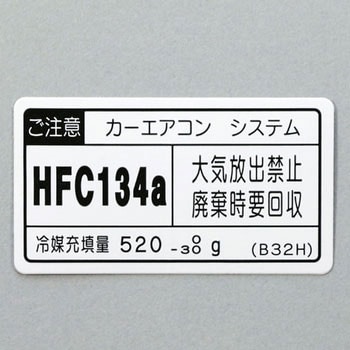 ご注意 カーエアコン システム
HFC134a
大気放出禁止
廃棄時要回収
冷媒充填量 520 0 -30 g (B32H)